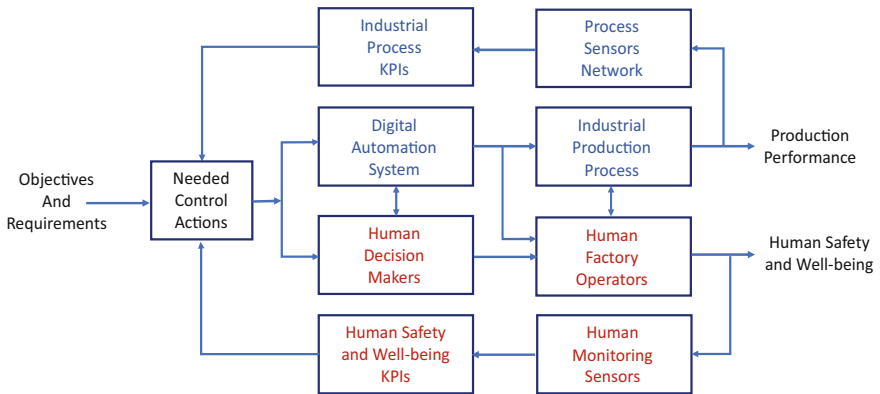 Industrial
Process
KPIs
Process
Sensors
Network
Digital
Automation
System
Industrial
Production
Process
Production
Performance
Objectives
And
Requirements
Needed
Control
Actions
Human
Decision
Makers
Human
Factory
Operators
Human Safety
and Well-being
Human Safety
and Well-being
KPIs
Human
Monitoring
Sensors